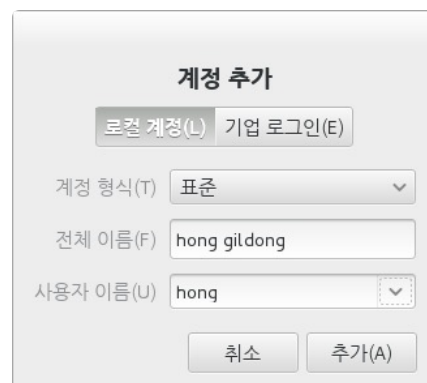 계정 추가
로컬 계정(L) 기업 로그인(E)
계정 형식(T) 표준
전체 이름(F) hong gildong
사용자 이름(U) hong
취소 추가(A)